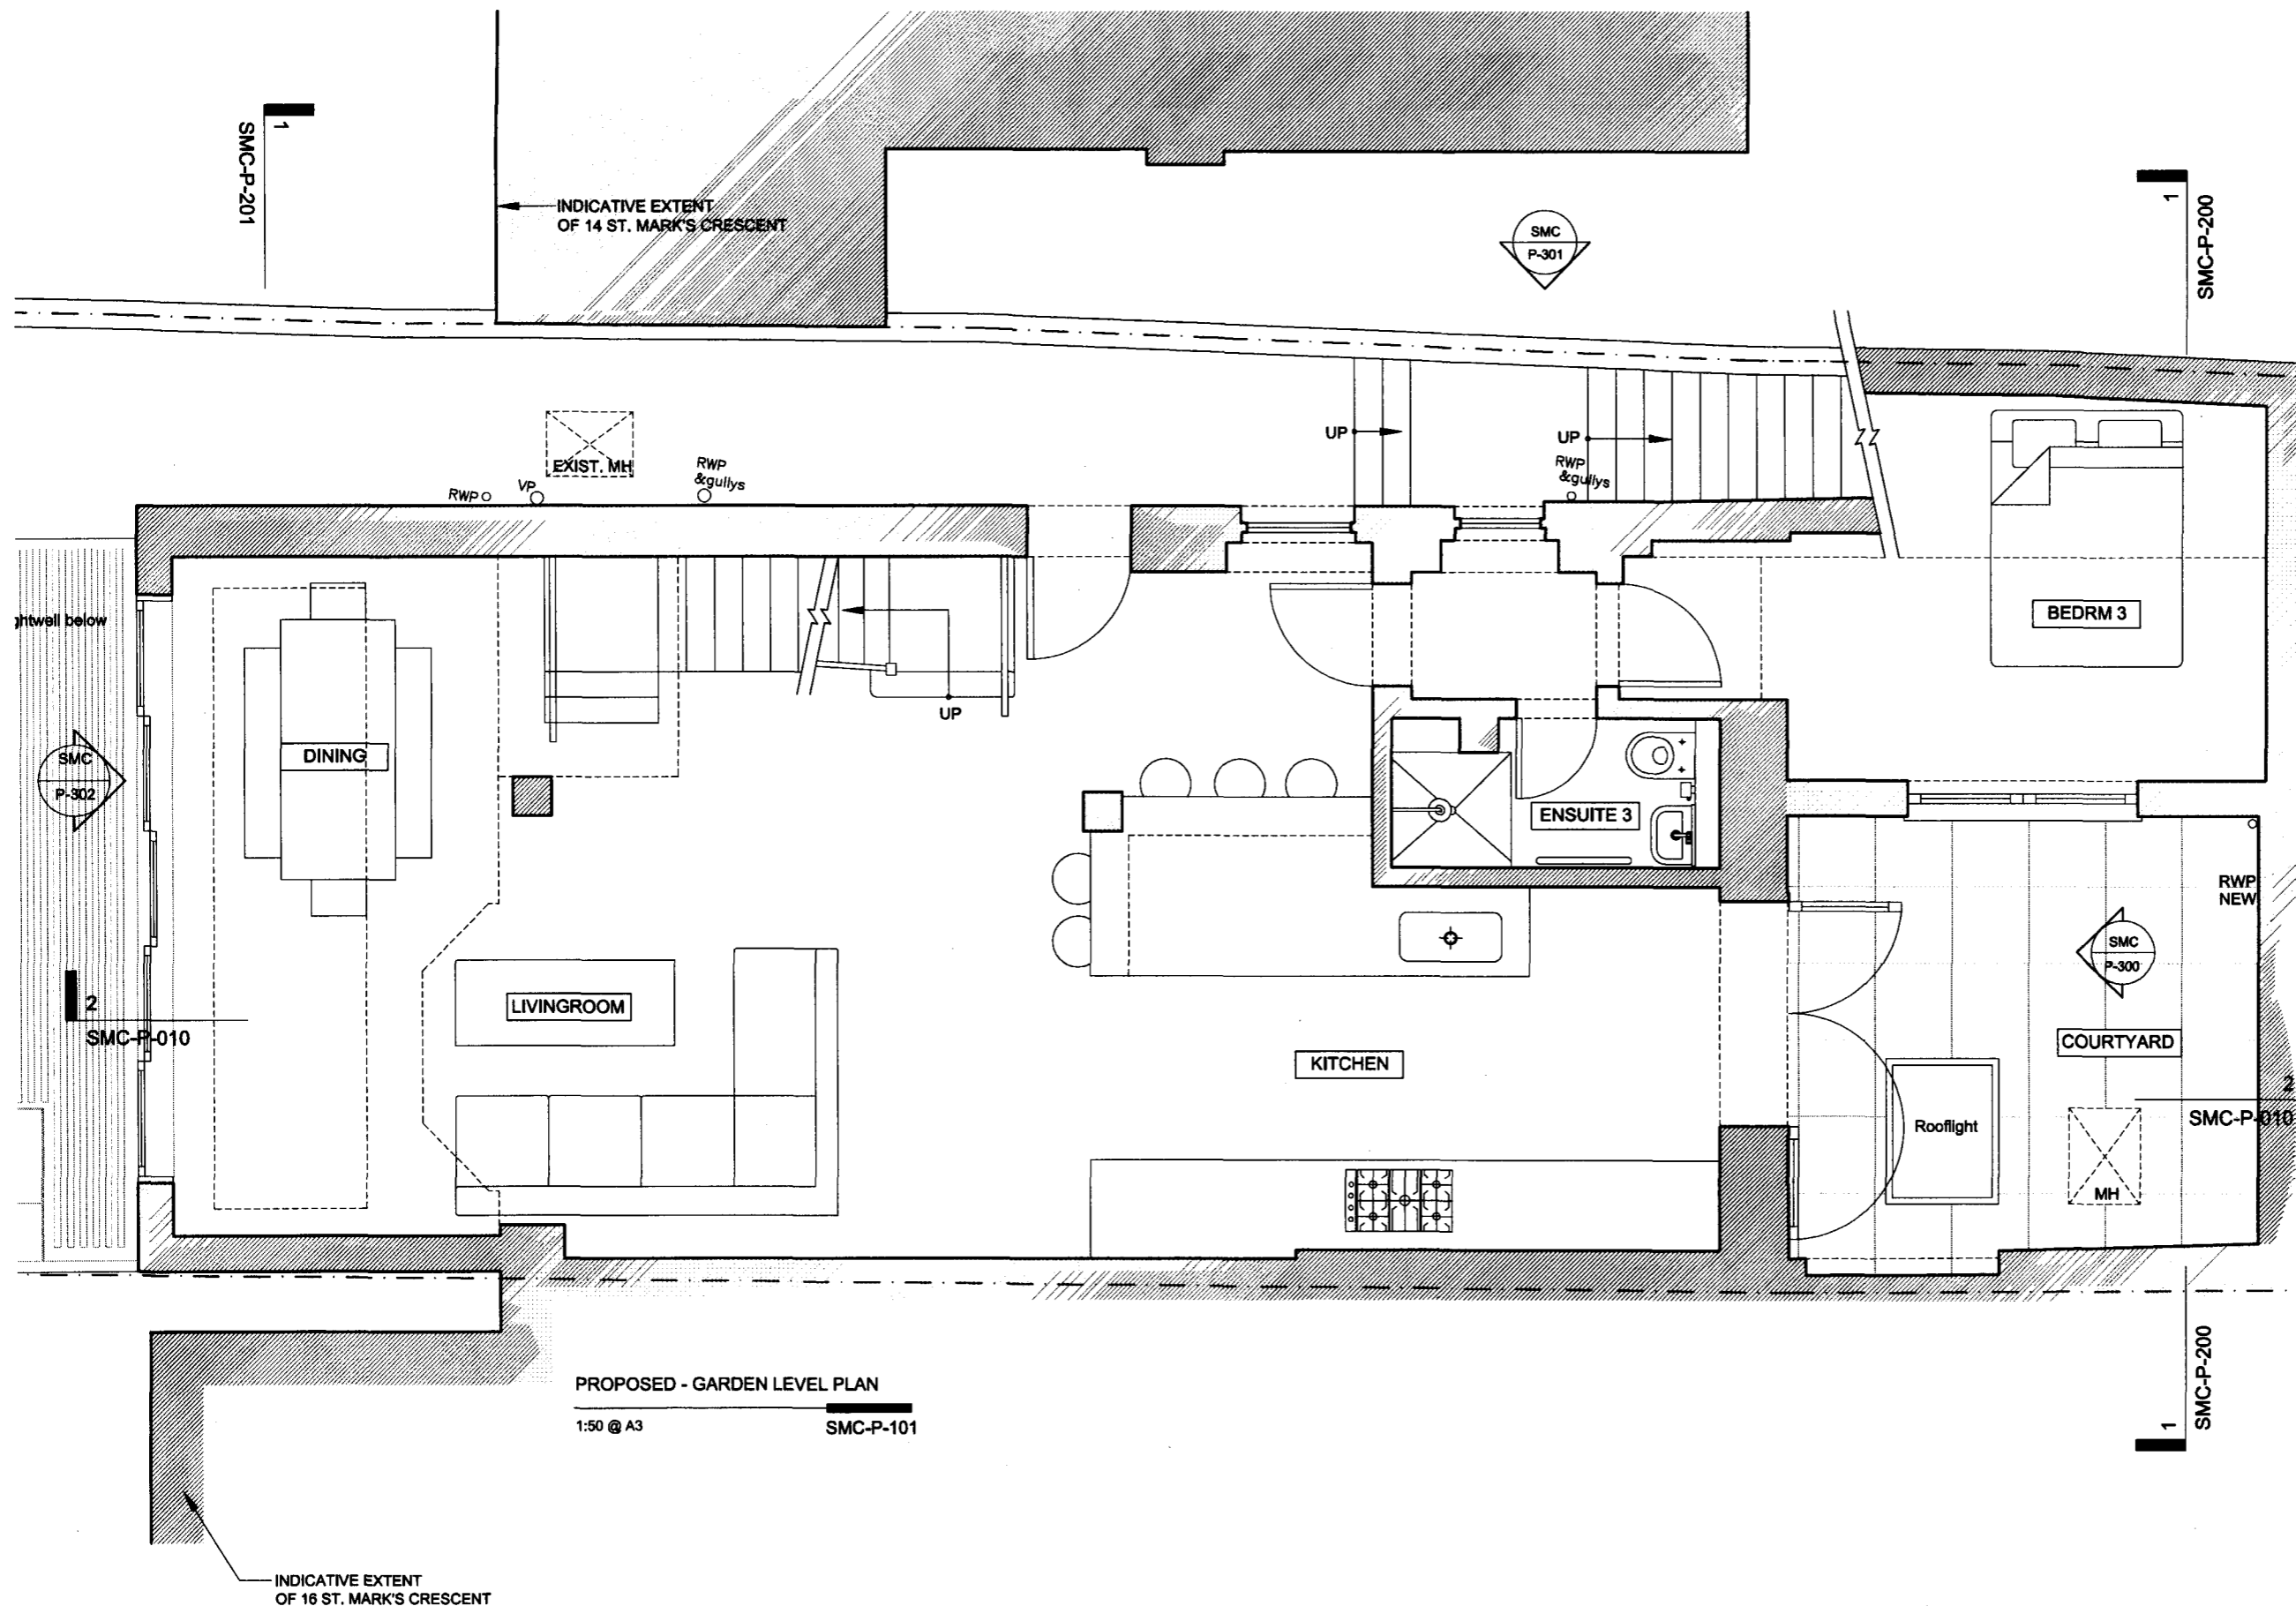 1
SMC-P-201
INDICATIVE EXTENT
OF 14 ST. MARK'S CRESCENT
SMC
P-301
1
SMC-P-200
EXIST. MH
RWP
VP
RWP
&gullys
UP
UP
RWP
&gullys
ghtwell below
BEDRM 3
UP
DINING
SMC
P-302
ENSUITE 3
RWP
NEW
SMC
P-300
2
SMC-P-010
LIVINGROOM
KITCHEN
COURTYARD
2
SMC-P-010
Rooflight
MH
PROPOSED - GARDEN LEVEL PLAN
1:50 @ A3
SMC-P-101
1
SMC-P-200
INDICATIVE EXTENT
OF 16 ST. MARK'S CRESCENT